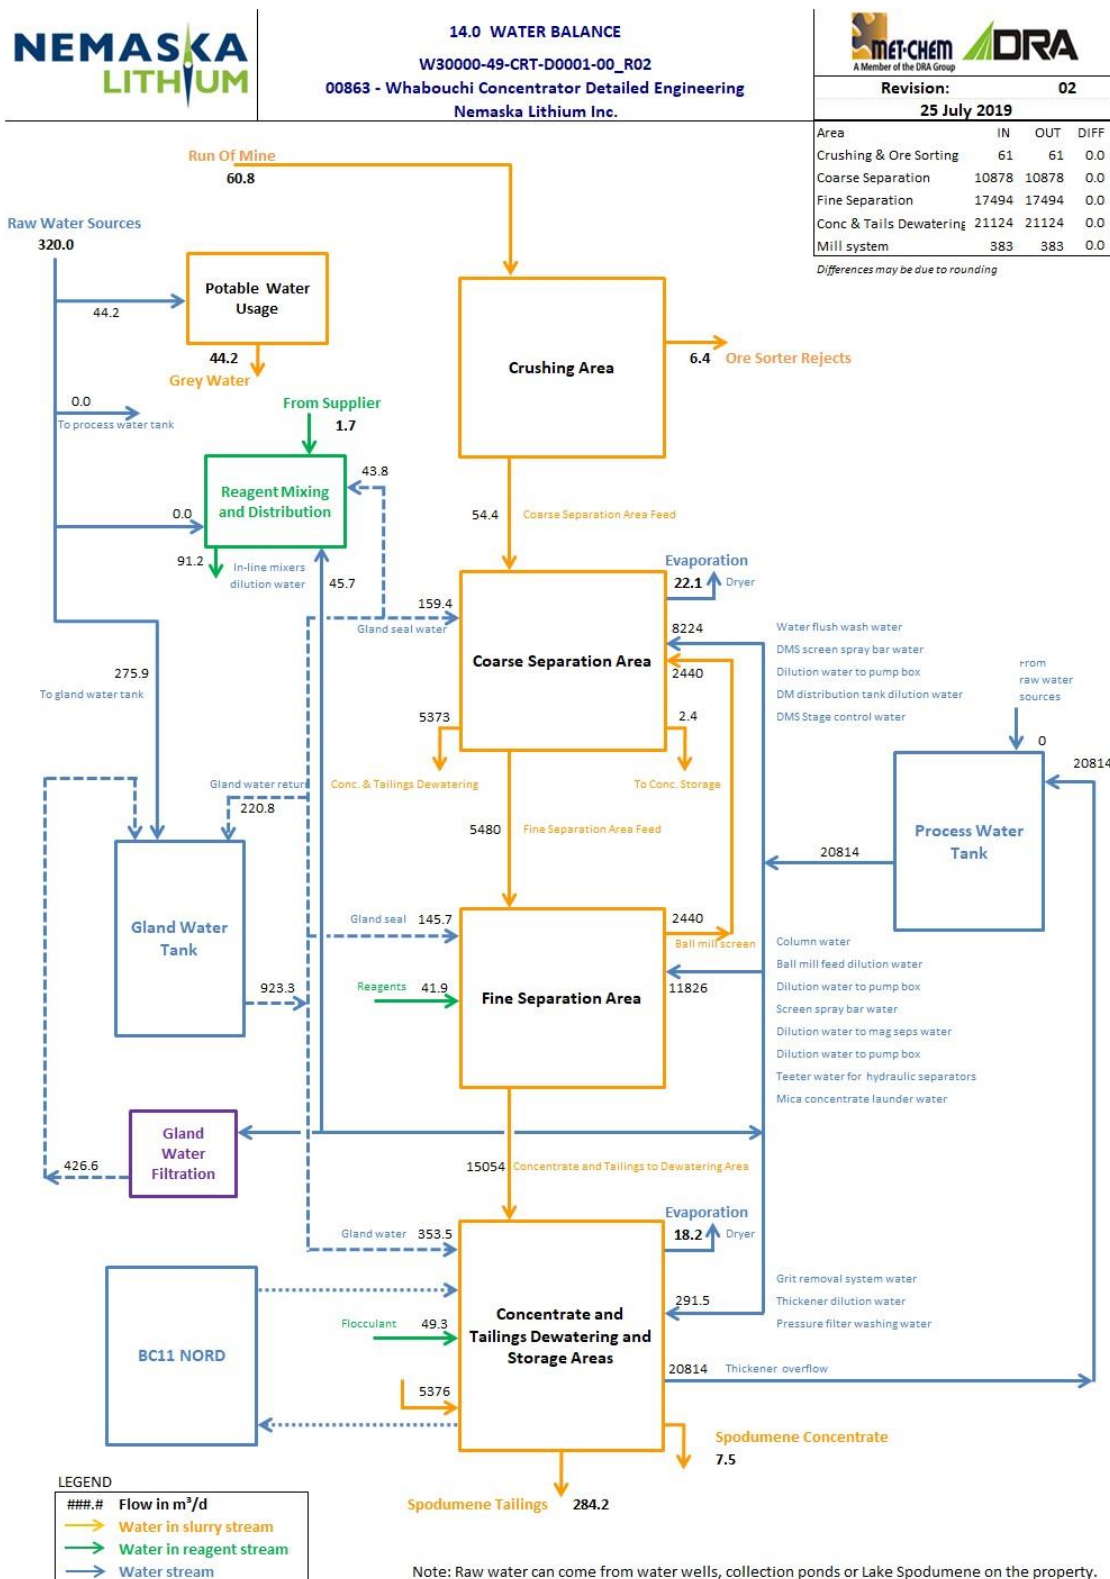 NEMASKA
LITHIUM
14.0 WATER BALANCE
W30000-49-CRT-D0001-00_R02
00863 - Whabouchi Concentrator Detailed Engineering
Nemaska Lithium Inc.
MET-CHEM
A Member of the DRA Group
DRA
Revision: 02
25 July 2019
Area IN OUT DIFF
Crushing & Ore Sorting 61 61 0.0
Coarse Separation 10878 10878 0.0
Fine Separation 17494 17494 0.0
Conc & Tails Dewatering 21124 21124 0.0
Mill system 383 383 0.0
Differences may be due to rounding
Run Of Mine
60.8
Raw Water Sources
320.0
Potable Water
Usage
44.2
44.2
Grey Water
Crushing Area
6.4 Ore Sorter Rejects
0.0
To process water tank
From Supplier
1.7
Reagent Mixing
and Distribution
43.8
0.0
91.2
In-line mixers
dilution water
45.7
54.4
Coarse Separation Area Feed
Evaporation
22.1
Dryer
159.4
Gland seal water
Coarse Separation Area
8224
2440
Water flush wash water
DMS screen spray bar water
Dilution water to pump box
DM distribution tank dilution water
DMS Stage control water
From
raw water
sources
0
20814
275.9
To gland water tank
5373
Conc. & Tailings Dewatering
2.4
To Conc. Storage
Gland water return
220.8
5480
Fine Separation Area Feed
20814
Process Water
Tank
Gland Water
Tank
923.3
Gland seal 145.7
Reagents 41.9
Fine Separation Area
2440
Ball mill screen
11826
Column water
Ball mill feed dilution water
Dilution water to pump box
Screen spray bar water
Dilution water to mag seps water
Dilution water to pump box
Teeter water for hydraulic separators
Mica concentrate launder water
Gland
Water
Filtration
426.6
15054
Concentrate and Tailings to Dewatering Area
Evaporation
18.2
Dryer
Gland water 353.5
BC11 NORD
Flocculant 49.3
5376
Concentrate and
Tailings Dewatering and
Storage Areas
291.5
Grit removal system water
Thickener dilution water
Pressure filter washing water
20814
Thickener overflow
Spodumene Concentrate
7.5
Spodumene Tailings 284.2
LEGEND
###.# Flow in m³/d
Water in slurry stream
Water in reagent stream
Water stream
Note: Raw water can come from water wells, collection ponds or Lake Spodumene on the property.